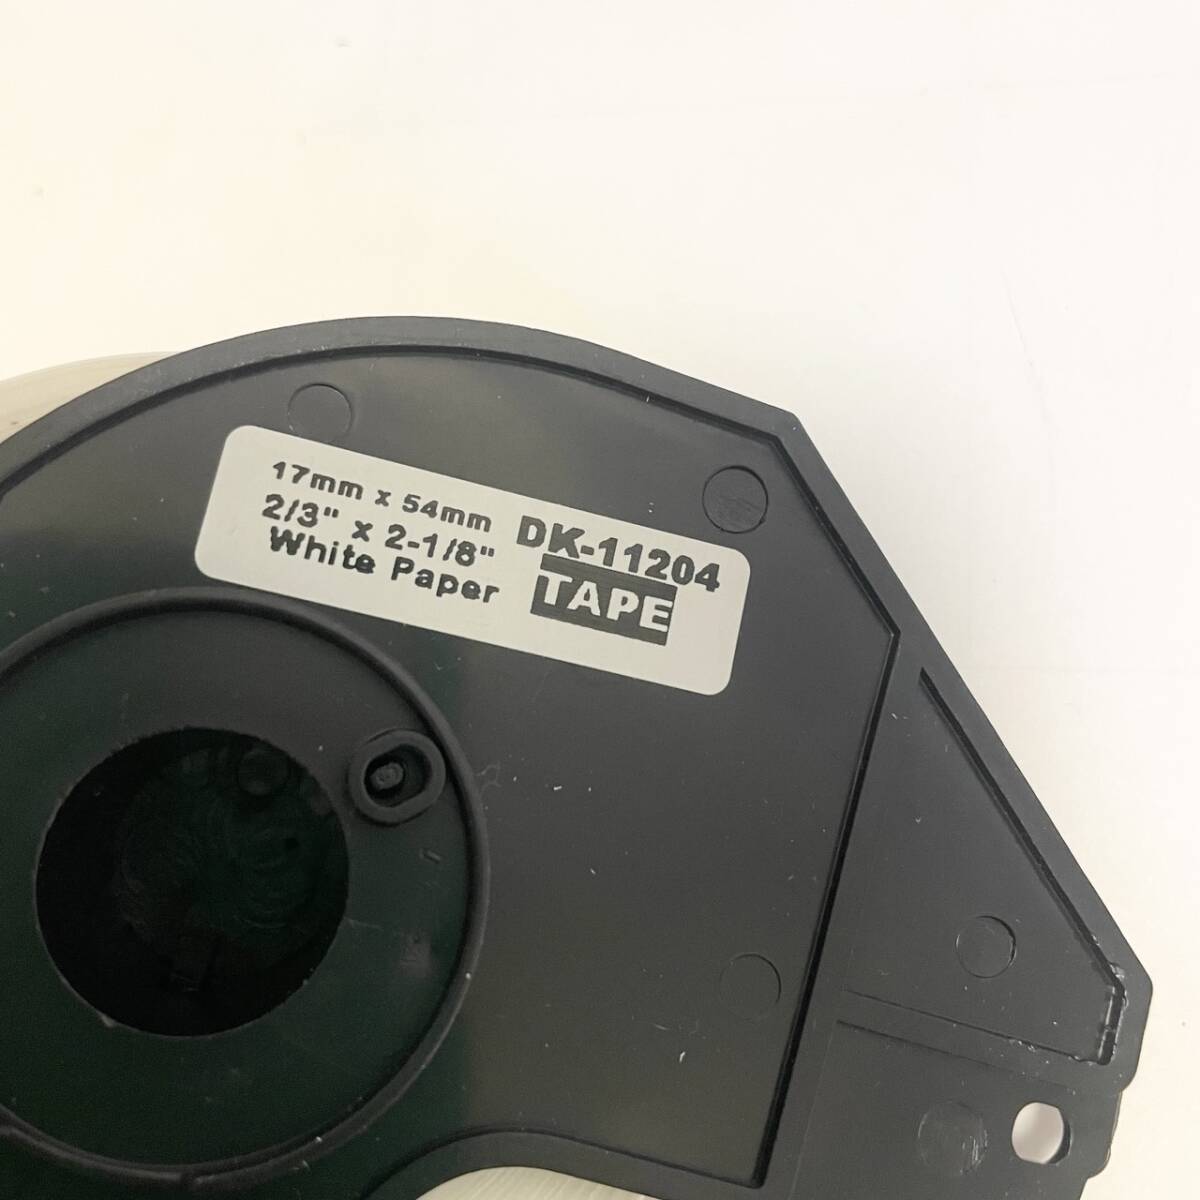 17mm x 54mm
2/3" x 2-1/8"
White Paper
DK-11204
TAPE